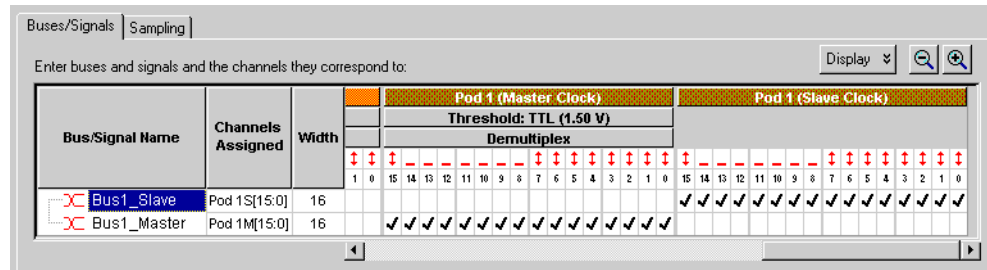 Buses/Signals Sampling
Enter buses and signals and the channels they correspond to:
Display
Bus/Signal Name Channels Assigned Width Pod 1 (Master Clock) Pod 1 (Slave Clock)
Threshold: TTL (1.50 V)
Demultiplex
1 0 15 14 13 12 11 10 9 8 7 6 5 4 3 2 1 0 15 14 13 12 11 10 9 8 7 6 5 4 3 2 1 0
Bus1_Slave Pod 1S[15:0] 16
Bus1_Master Pod 1M[15:0] 16